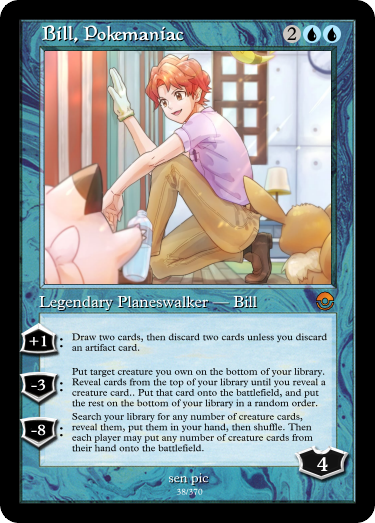 Bill, Pokemaniac 2
Legendary Planeswalker — Bill
+1: Draw two cards, then discard two cards unless you discard
an artifact card.
Put target creature you own on the bottom of your library.
Reveal cards from the top of your library until you reveal a
-3: creature card.. Put that card onto the battlefield, and put
the rest on the bottom of your library in a random order.
Search your library for any number of creature cards,
-8: reveal them, put them in your hand, then shuffle. Then
each player may put any number of creature cards from
their hand onto the battlefield.
4
sen pic
38/370